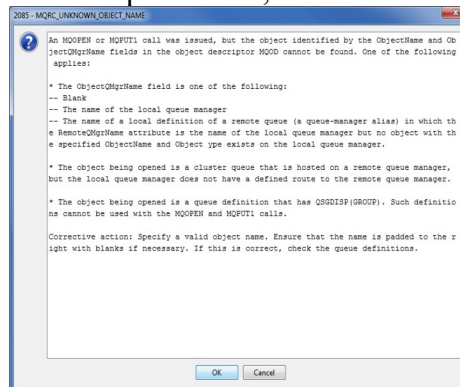 2085 - MQRC_UNKNOWN_OBJECT_NAME
An MQOPEN or MQPUT1 call was issued, but the object identified by the ObjectName and Ob
jectQMgrName fields in the object descriptor MQOD cannot be found. One of the following
applies:
* The ObjectQMgrName field is one of the following:
-- Blank
-- The name of the local queue manager
-- The name of a local definition of a remote queue (a queue-manager alias) in which th
e RemoteQMgrName attribute is the name of the local queue manager but no object with th
e specified ObjectName and Object ype exists on the local queue manager.
* The object being opened is a cluster queue that is hosted on a remote queue manager,
but the local queue manager does not have a defined route to the remote queue manager.
* The object being opened is a queue definition that has QSGDISP(GROUP). Such definitio
ns cannot be used with the MQOPEN and MQPUT1 calls.
Corrective action: Specify a valid object name. Ensure that the name is padded to the r
ight with blanks if necessary. If this is correct, check the queue definitions.
OK Cancel